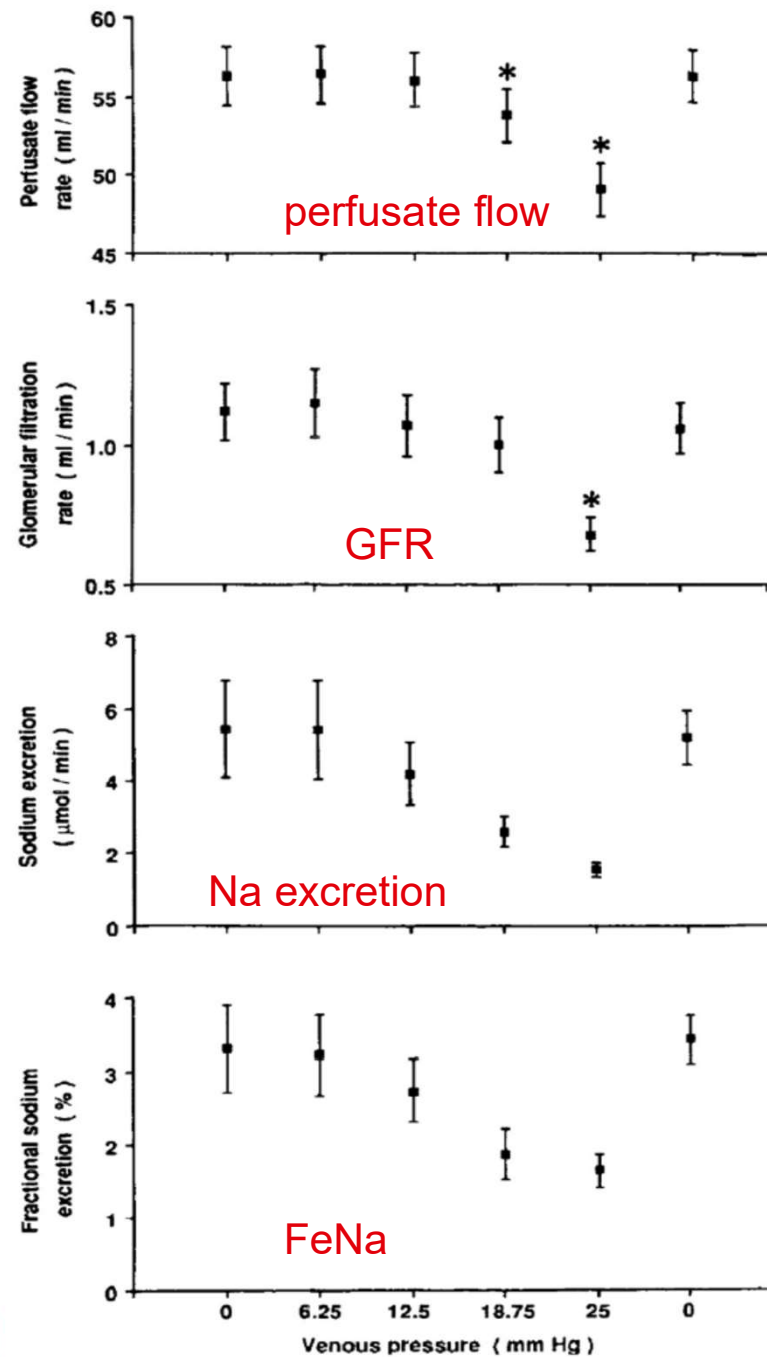 Perfusate flow
rate ( ml / min )
60
55
50
45
*
*
perfusate flow
Glomerular filtration
rate ( ml / min )
1.5
1.0
0.5
*
GFR
Sodium excretion
( μmol / min )
8
6
4
2
0
Na excretion
Fractional sodium
excretion ( % )
4
3
2
1
0
FeNa
0 6.25 12.5 18.75 25 0
Venous pressure ( mm Hg )